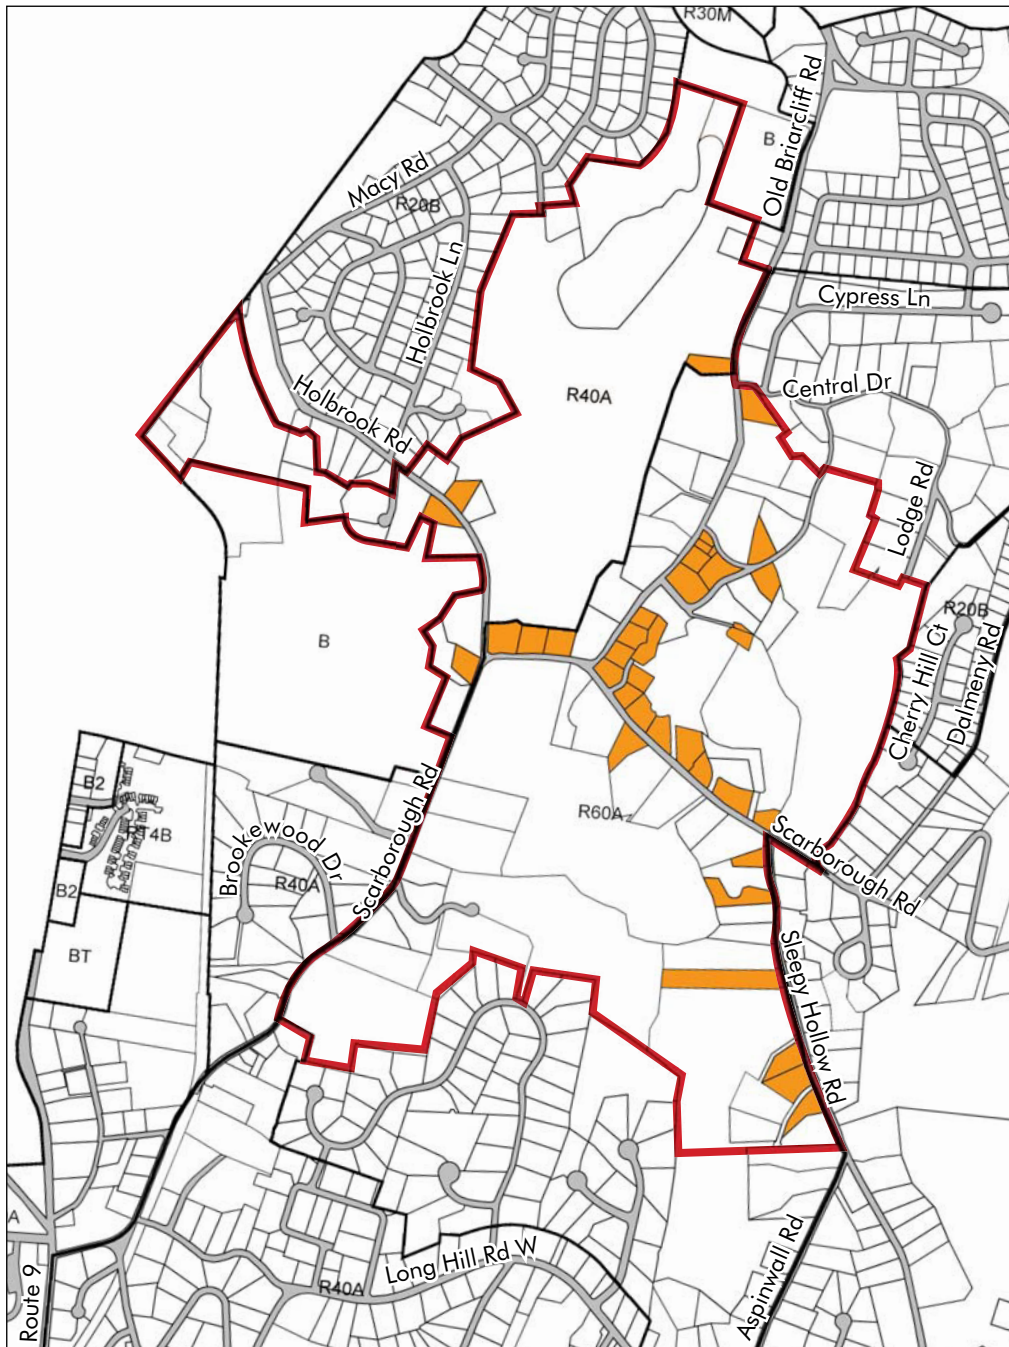 R30M
Old Briarcliff Rd
B
Macy Rd
R20B
Holbrook Ln
Cypress Ln
Central Dr
R40A
Holbrook Rd
Lodge Rd
R20B
Cherry Hill Ct
Dalmeny Rd
B
B2
RT4B
Scarborough Rd
R60A
Brookewood Dr
R40A
Scarborough Rd
B2
BT
Sleepy Hollow Rd
A
Long Hill Rd W
R40A
Aspinwall Rd
Route 9